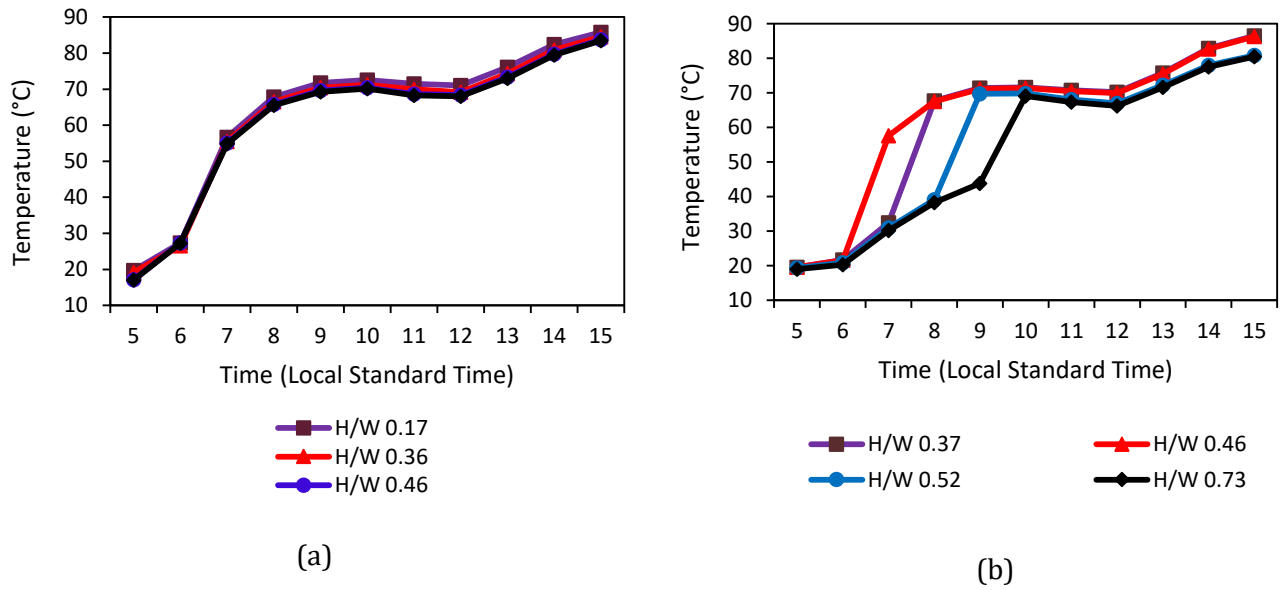 90
80
70
60
50
40
30
20
10
Temperature (°C)
5 6 7 8 9 10 11 12 13 14 15
Time (Local Standard Time)
H/W 0.17
H/W 0.36
H/W 0.46
(a)
90
80
70
60
50
40
30
20
10
Temperature (°C)
5 6 7 8 9 10 11 12 13 14 15
Time (Local Standard Time)
H/W 0.37 H/W 0.46
H/W 0.52 H/W 0.73
(b)